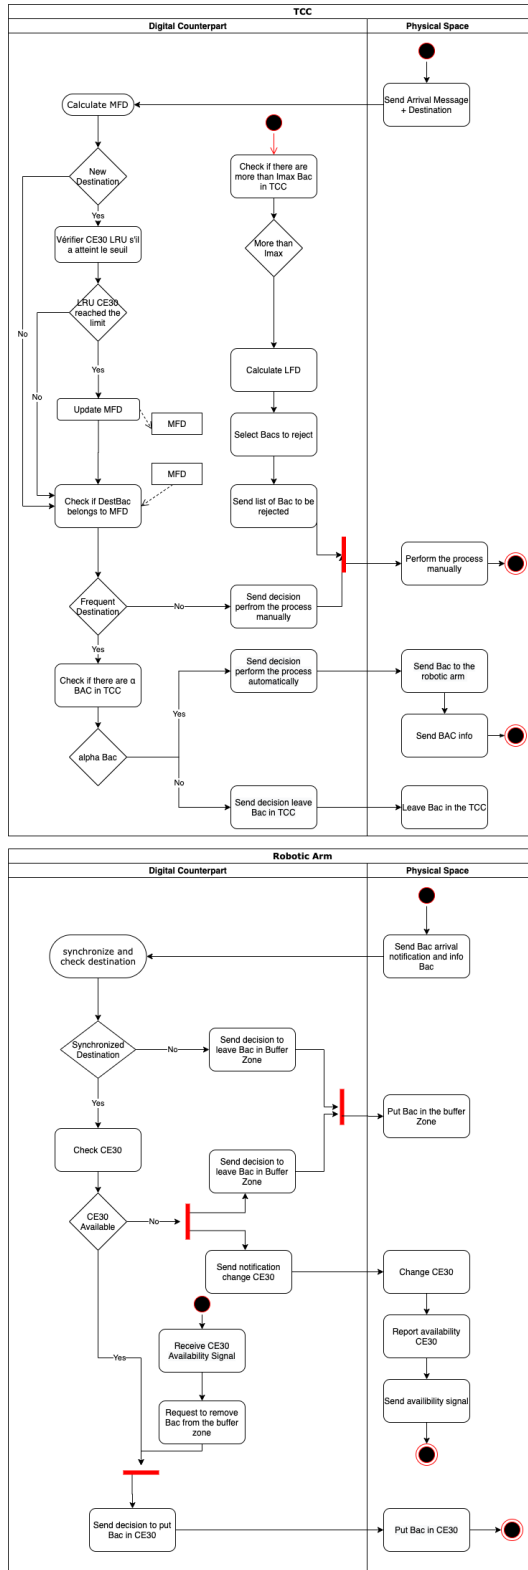 TCC
Digital Counterpart
Physical Space
Send Arrival Message
+ Destination
Calculate MFD
New
Destination
Check if there are
more than Imax Bac
in TCC
Yes
Vérifier CE30 LRU s'il
a atteint le seuil
More than
Imax
LRU CE30
reached the
limit
No
No
Yes
Calculate LFD
Update MFD
MFD
Select Bacs to reject
MFD
Check if DestBac
belongs to MFD
Send list of Bac to be
rejected
Perform the process
manually
Frequent
Destination
No
Send decision
perfrom the process
manually
Yes
Check if there are α
BAC in TCC
Send decision
perform the process
automatically
Send Bac to the
robotic arm
Yes
Send BAC info
alpha Bac
No
Send decision leave
Bac in TCC
Leave Bac in the TCC
Robotic Arm
Digital Counterpart
Physical Space
Send Bac arrival
notification and info
Bac
synchronize and
check destination
Synchronized
Destination
No
Send decision to
leave Bac in Buffer
Zone
Yes
Put Bac in the buffer
Zone
Check CE30
Send decision to
leave Bac in Buffer
Zone
CE30
Available
No
Send notification
change CE30
Change CE30
Receive CE30
Availability Signal
Report availability
CE30
Yes
Request to remove
Bac from the buffer
zone
Send availibility signal
Send decision to put
Bac in CE30
Put Bac in CE30